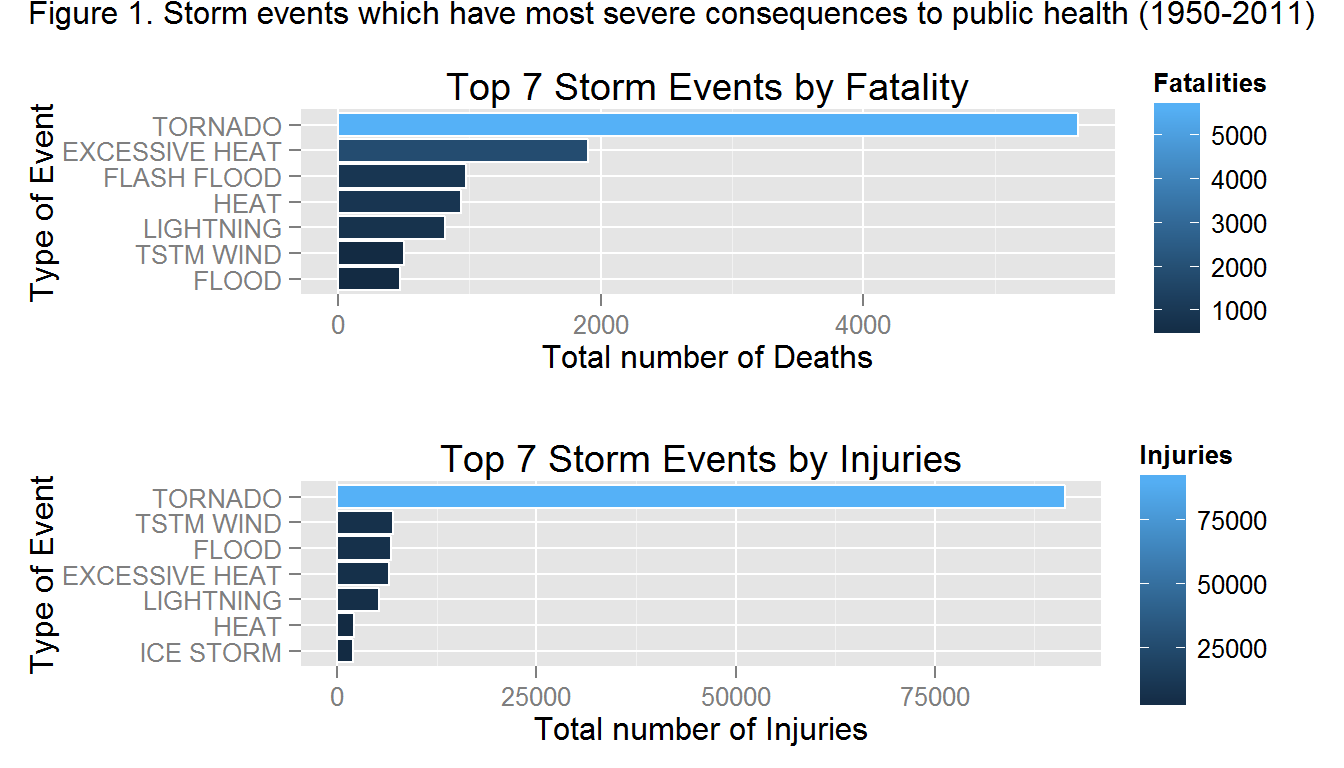 Figure 1. Storm events which have most severe consequences to public health (1950-2011)
Top 7 Storm Events by Fatality
Type of Event
TORNADO
EXCESSIVE HEAT
FLASH FLOOD
HEAT
LIGHTNING
TSTM WIND
FLOOD
0 2000 4000
Total number of Deaths
Fatalities
5000
4000
3000
2000
1000
Top 7 Storm Events by Injuries
Type of Event
TORNADO
TSTM WIND
FLOOD
EXCESSIVE HEAT
LIGHTNING
HEAT
ICE STORM
0 25000 50000 75000
Total number of Injuries
Injuries
75000
50000
25000